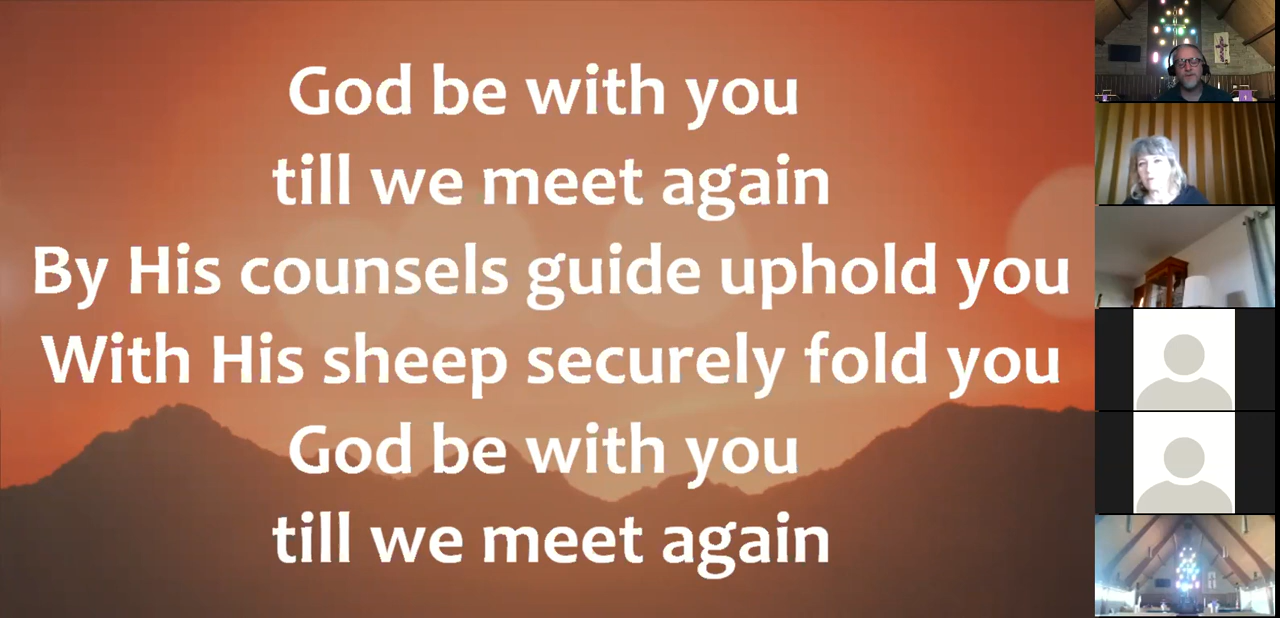 God be with you
till we meet again
By His counsels guide uphold you
With His sheep securely fold you
God be with you
till we meet again